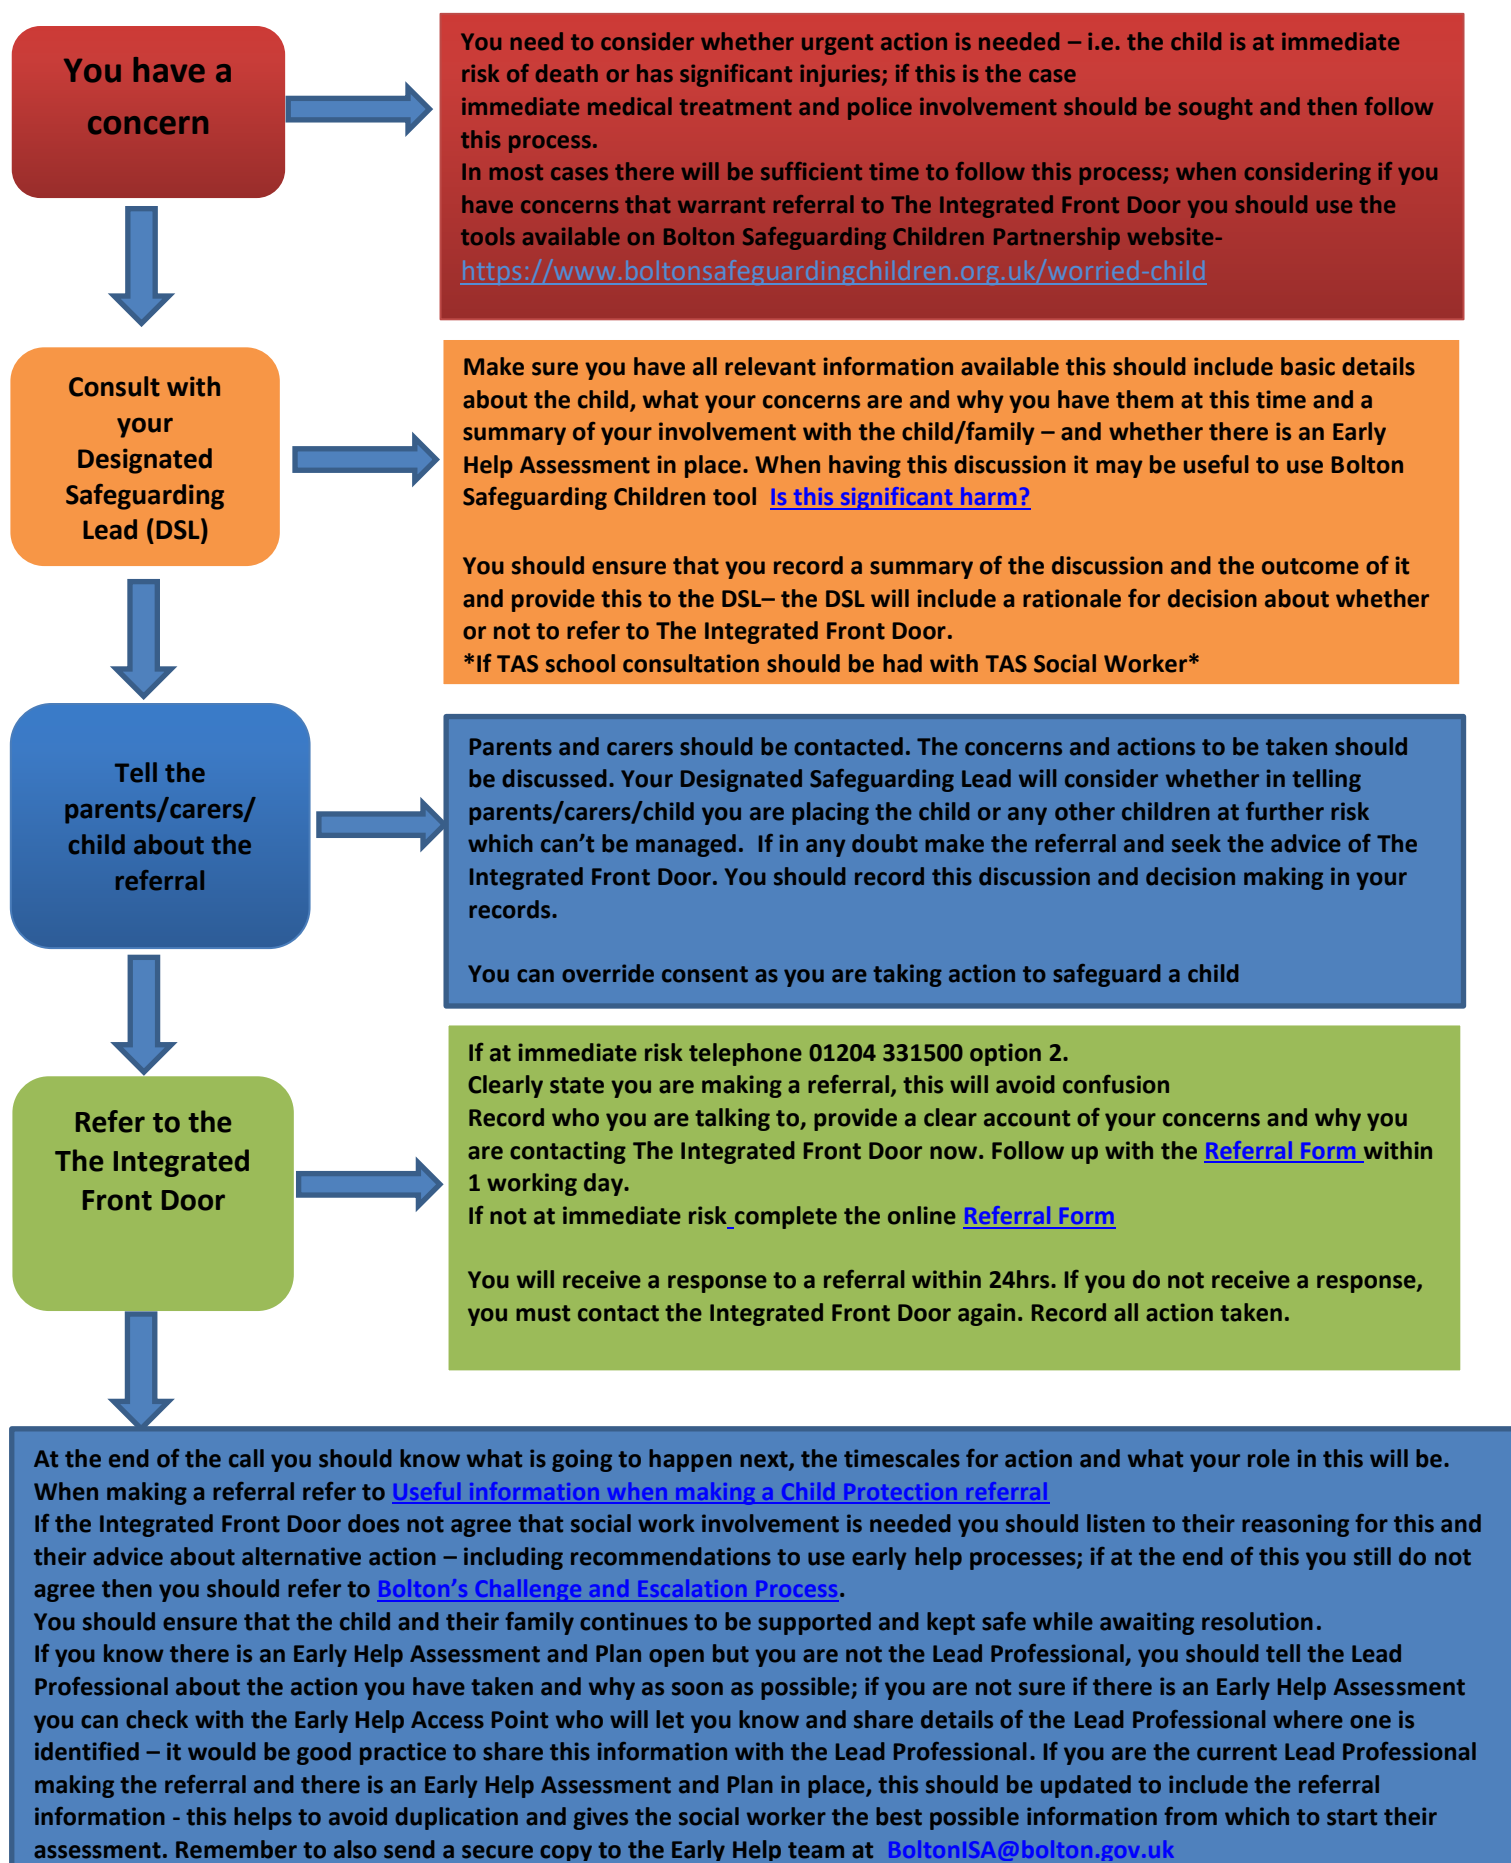 You have a
concern
You need to consider whether urgent action is needed – i.e. the child is at immediate
risk of death or has significant injuries; if this is the case
immediate medical treatment and police involvement should be sought and then follow
this process.
In most cases there will be sufficient time to follow this process; when considering if you
have concerns that warrant referral to The Integrated Front Door you should use the
tools available on Bolton Safeguarding Children Partnership website-
https://www.boltonsafeguardingchildren.org.uk/worried-child
Consult with
your
Designated
Safeguarding
Lead (DSL)
Make sure you have all relevant information available this should include basic details
about the child, what your concerns are and why you have them at this time and a
summary of your involvement with the child/family – and whether there is an Early
Help Assessment in place. When having this discussion it may be useful to use Bolton
Safeguarding Children tool Is this significant harm?
You should ensure that you record a summary of the discussion and the outcome of it
and provide this to the DSL– the DSL will include a rationale for decision about whether
or not to refer to The Integrated Front Door.
*If TAS school consultation should be had with TAS Social Worker*
Tell the
parents/carers/
child about the
referral
Parents and carers should be contacted. The concerns and actions to be taken should
be discussed. Your Designated Safeguarding Lead will consider whether in telling
parents/carers/child you are placing the child or any other children at further risk
which can't be managed. If in any doubt make the referral and seek the advice of The
Integrated Front Door. You should record this discussion and decision making in your
records.
You can override consent as you are taking action to safeguard a child
Refer to the
The Integrated
Front Door
If at immediate risk telephone 01204 331500 option 2.
Clearly state you are making a referral, this will avoid confusion
Record who you are talking to, provide a clear account of your concerns and why you
are contacting The Integrated Front Door now. Follow up with the Referral Form within
1 working day.
If not at immediate risk complete the online Referral Form
You will receive a response to a referral within 24hrs. If you do not receive a response,
you must contact the Integrated Front Door again. Record all action taken.
At the end of the call you should know what is going to happen next, the timescales for action and what your role in this will be.
When making a referral refer to Useful information when making a Child Protection referral
If the Integrated Front Door does not agree that social work involvement is needed you should listen to their reasoning for this and
their advice about alternative action – including recommendations to use early help processes; if at the end of this you still do not
agree then you should refer to Bolton's Challenge and Escalation Process.
You should ensure that the child and their family continues to be supported and kept safe while awaiting resolution.
If you know there is an Early Help Assessment and Plan open but you are not the Lead Professional, you should tell the Lead
Professional about the action you have taken and why as soon as possible; if you are not sure if there is an Early Help Assessment
you can check with the Early Help Access Point who will let you know and share details of the Lead Professional where one is
identified – it would be good practice to share this information with the Lead Professional. If you are the current Lead Professional
making the referral and there is an Early Help Assessment and Plan in place, this should be updated to include the referral
information - this helps to avoid duplication and gives the social worker the best possible information from which to start their
assessment. Remember to also send a secure copy to the Early Help team at BoltonISA@bolton.gov.uk